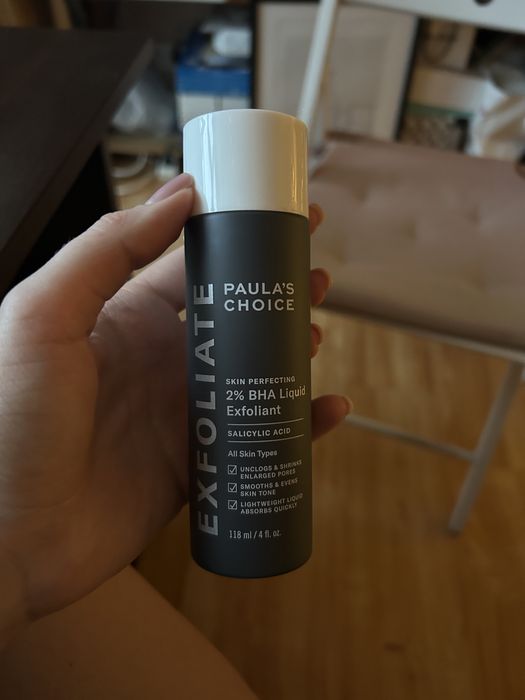 EXFOLIATE
PAULA'S
CHOICE
SKIN PERFECTING
2% BHA Liquid
Exfoliant
SALICYLIC ACID
All Skin Types
UNCLOGS & SHRINKS
ENLARGED PORES
SMOOTHS & EVENS
SKIN TONE
LIGHTWEIGHT LIQUID
ABSORBS QUICKLY
118 ml / 4 fl. oz.